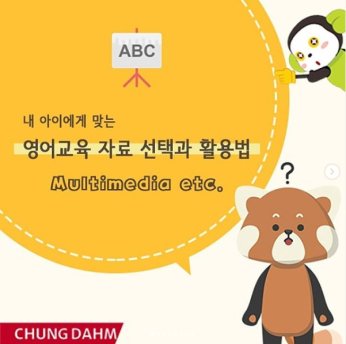 ABC
내 아이에게 맞는
영어교육 자료 선택과 활용법
Multimedia etc.
?
CHUNG DAHM